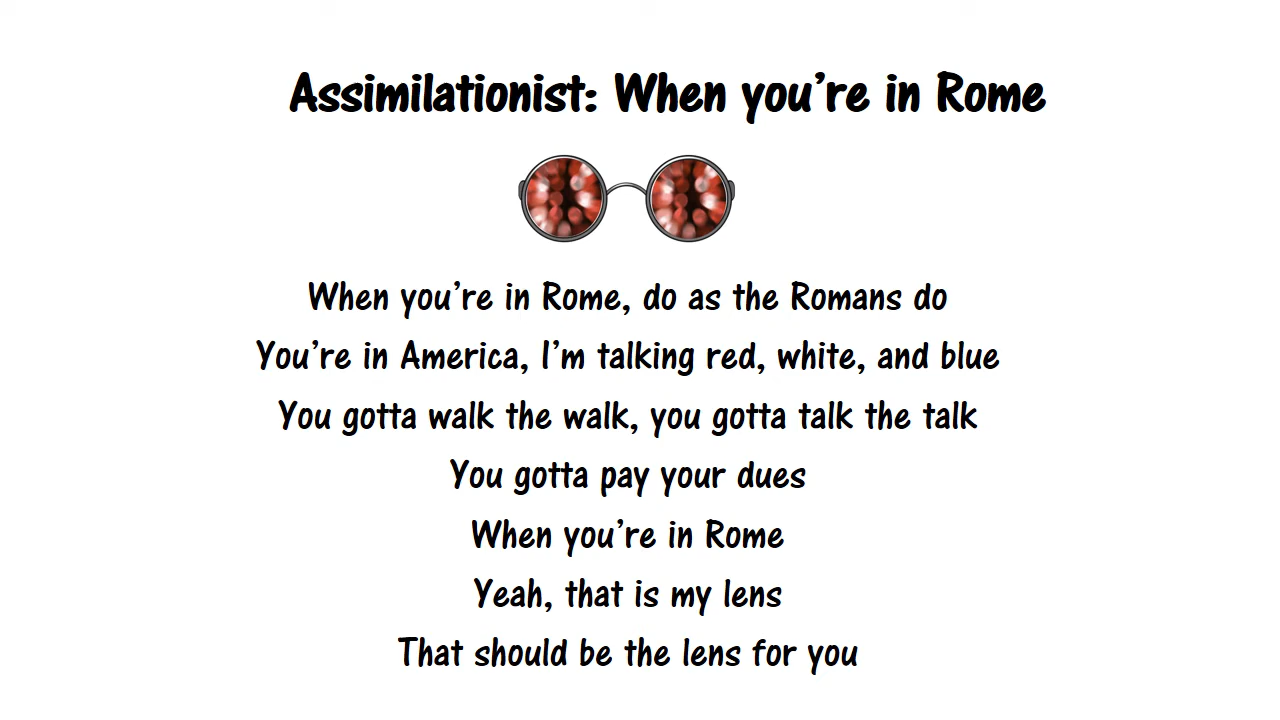 Assimilationist: When you're in Rome
When you're in Rome, do as the Romans do
You're in America, I'm talking red, white, and blue
You gotta walk the walk, you gotta talk the talk
You gotta pay your dues
When you're in Rome
Yeah, that is my lens
That should be the lens for you